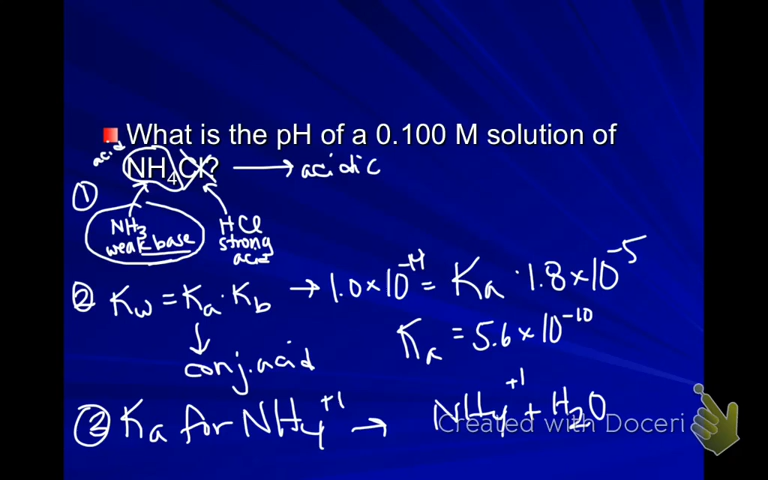 What is the pH of a 0.100 M solution of
acid
NH4Cl? → acidic
①
NH3 HCl
weak base strong
acid
② Kw = Ka · Kb → 1.0 × 10^-14 = Ka · 1.8 × 10^-5
Ka = 5.6 × 10^-10
↓
conj. acid
③ Ka for NH4^+1 → NH4^+1 + H2O
Created with Doceri